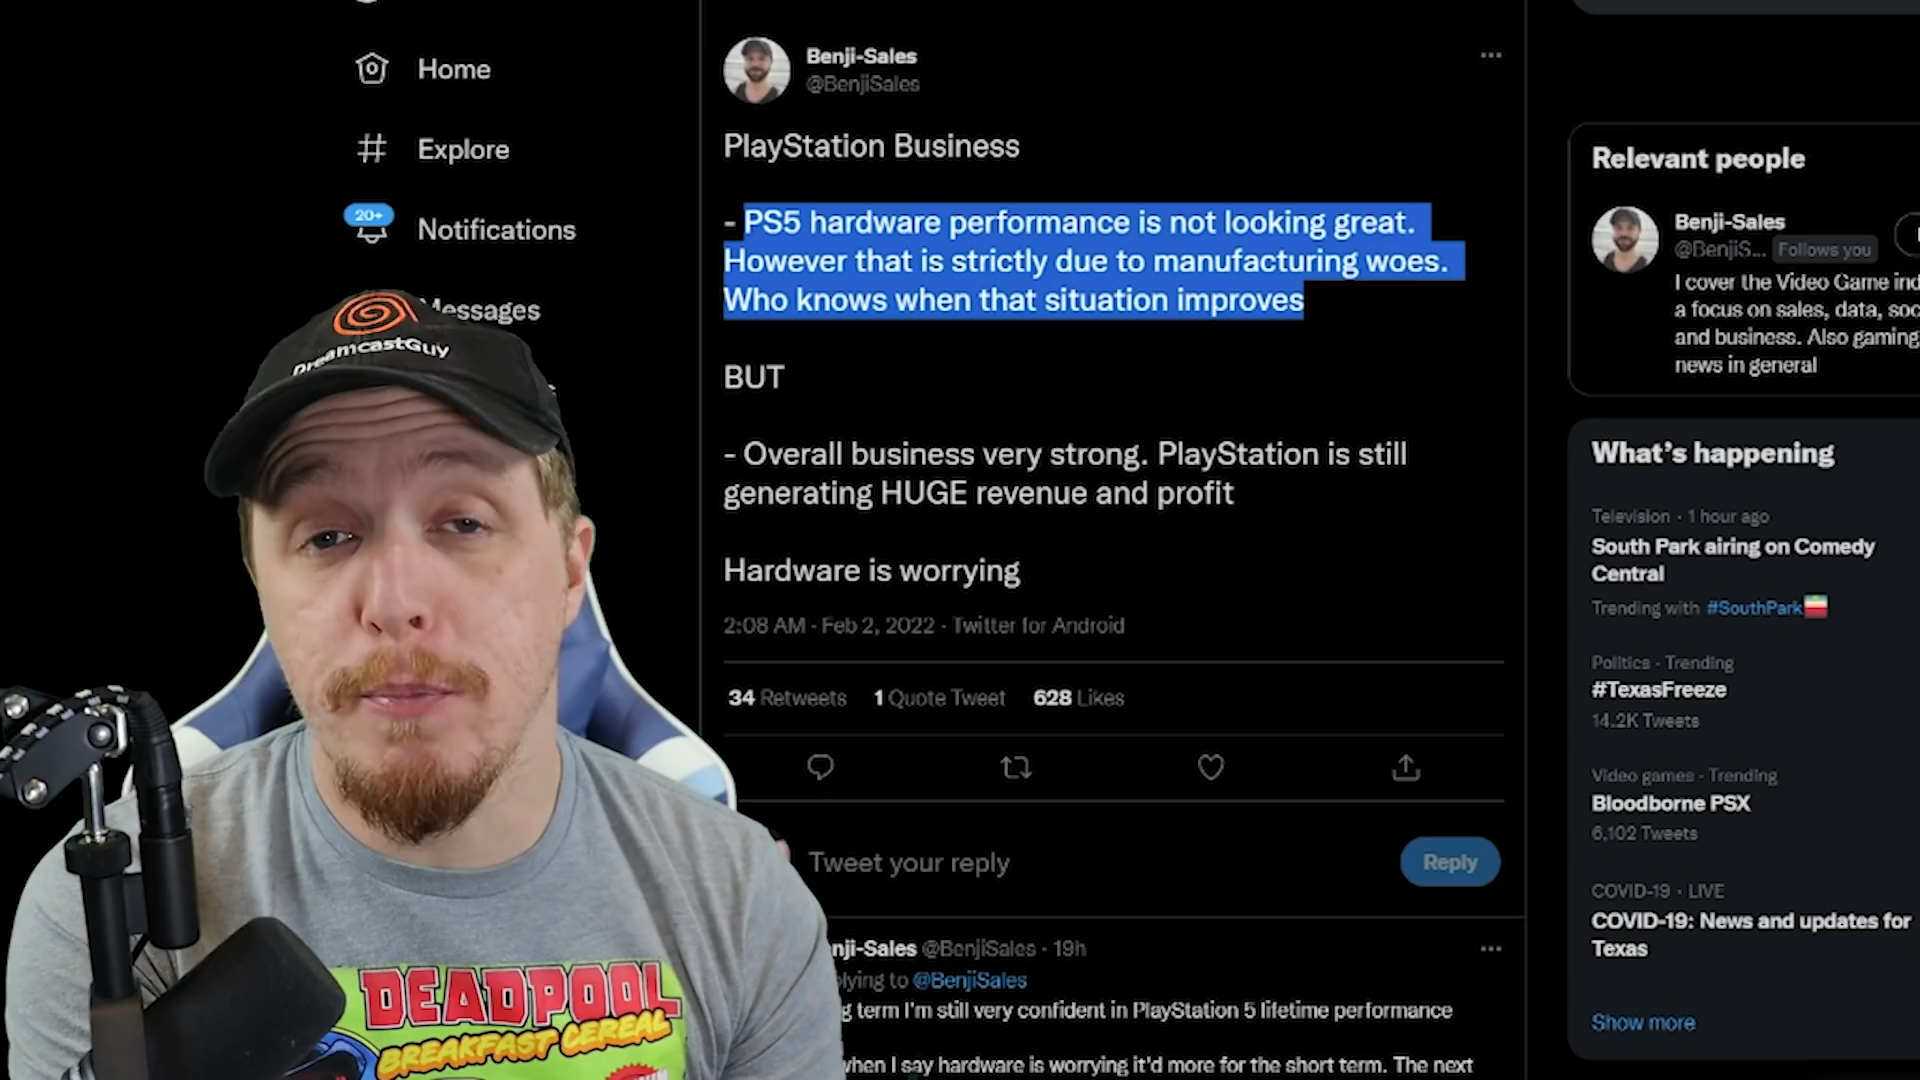 Home
Explore
20+
Notifications
Messages
DreamcastGuy
DEADPOOL
BREAKFAST CEREAL
Benji-Sales
@BenjiSales
PlayStation Business
- PS5 hardware performance is not looking great.
However that is strictly due to manufacturing woes.
Who knows when that situation improves
BUT
- Overall business very strong. PlayStation is still
generating HUGE revenue and profit
Hardware is worrying
2:08 AM · Feb 2, 2022 · Twitter for Android
34 Retweets 1 Quote Tweet 628 Likes
Tweet your reply
Reply
nji-Sales @BenjiSales · 19h
lying to @BenjiSales
g term I'm still very confident in PlayStation 5 lifetime performance
when I say hardware is worrying it'd more for the short term. The next
Relevant people
Benji-Sales
@BenjiS... Follows you
I cover the Video Game ind
a focus on sales, data, soc
and business. Also gaming
news in general
What's happening
Television · 1 hour ago
South Park airing on Comedy
Central
Trending with #SouthPark
Politics · Trending
#TexasFreeze
14.2K Tweets
Video games · Trending
Bloodborne PSX
6,102 Tweets
COVID-19 · LIVE
COVID-19: News and updates for
Texas
Show more